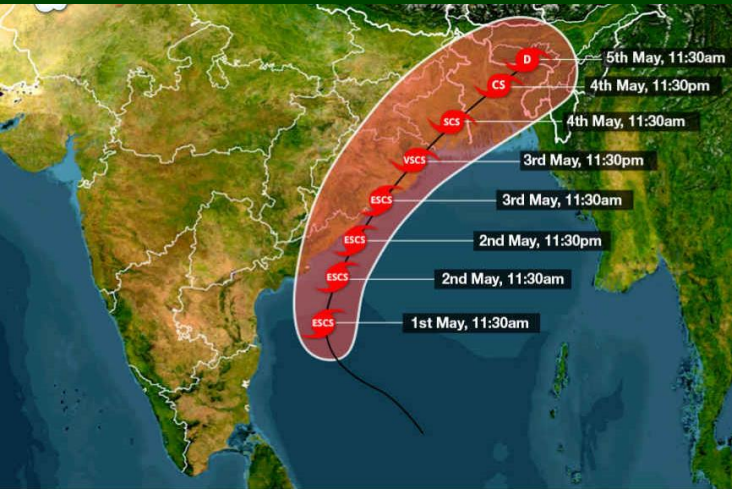 D
5th May, 11:30am
CS
4th May, 11:30pm
SCS
4th May, 11:30am
VSCS
3rd May, 11:30pm
ESCS
3rd May, 11:30am
ESCS
2nd May, 11:30pm
ESCS
2nd May, 11:30am
ESCS
1st May, 11:30am